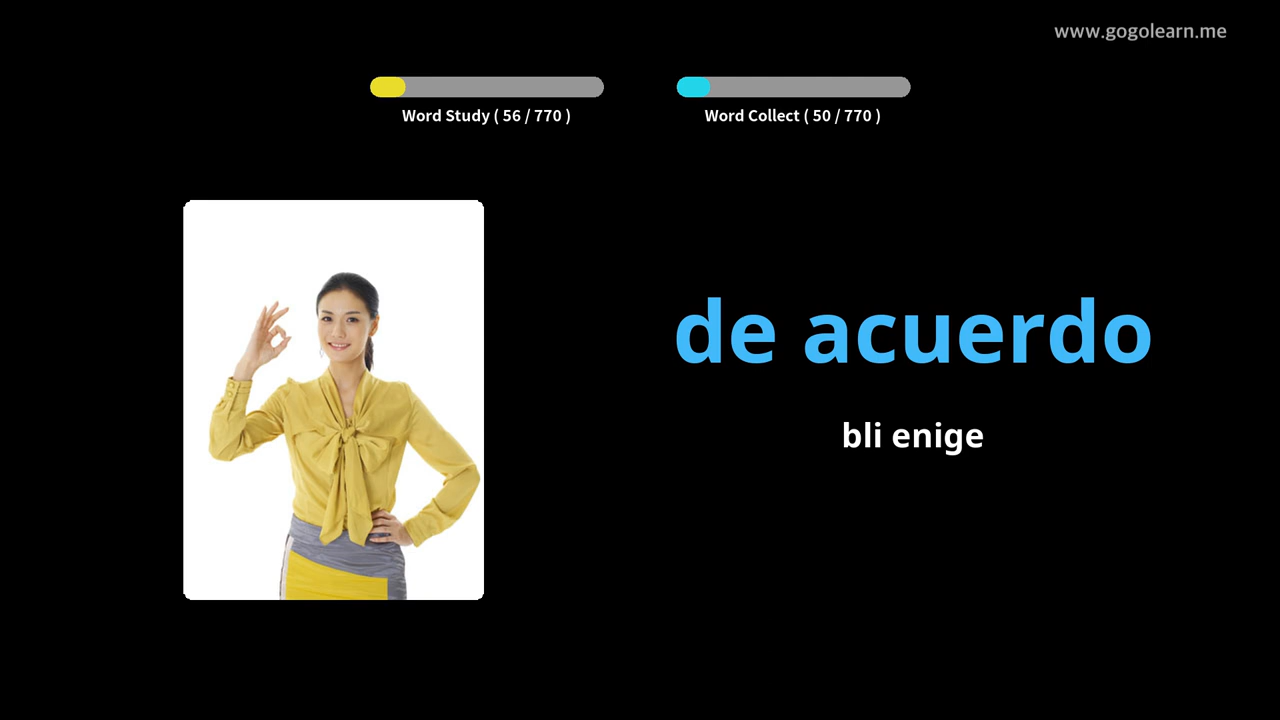 www.gogolearn.me
Word Study ( 56 / 770 )
Word Collect ( 50 / 770 )
de acuerdo
bli enige